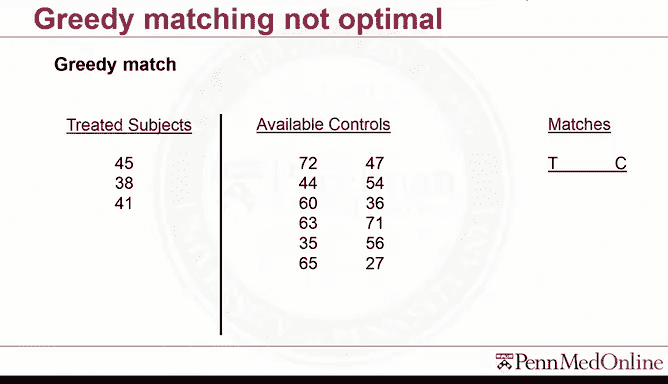 Greedy matching not optimal
Greedy match
Treated Subjects
45
38
41
Available Controls
72 47
44 54
60 36
63 71
35 56
65 27
Matches
T C
PennMedOnline